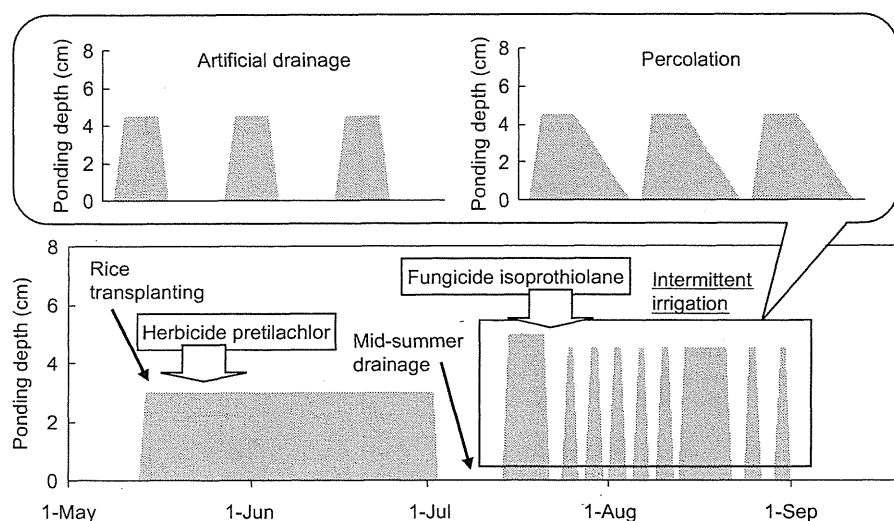 Artificial drainage
Ponding depth (cm)
8
6
4
2
0
Percolation
Ponding depth (cm)
8
6
4
2
0
Ponding depth (cm)
8
6
4
2
0
Rice
transplanting
Herbicide pretilachlor
Mid-summer
drainage
Fungicide isoprothiolane
Intermittent
irrigation
1-May
1-Jun
1-Jul
1-Aug
1-Sep